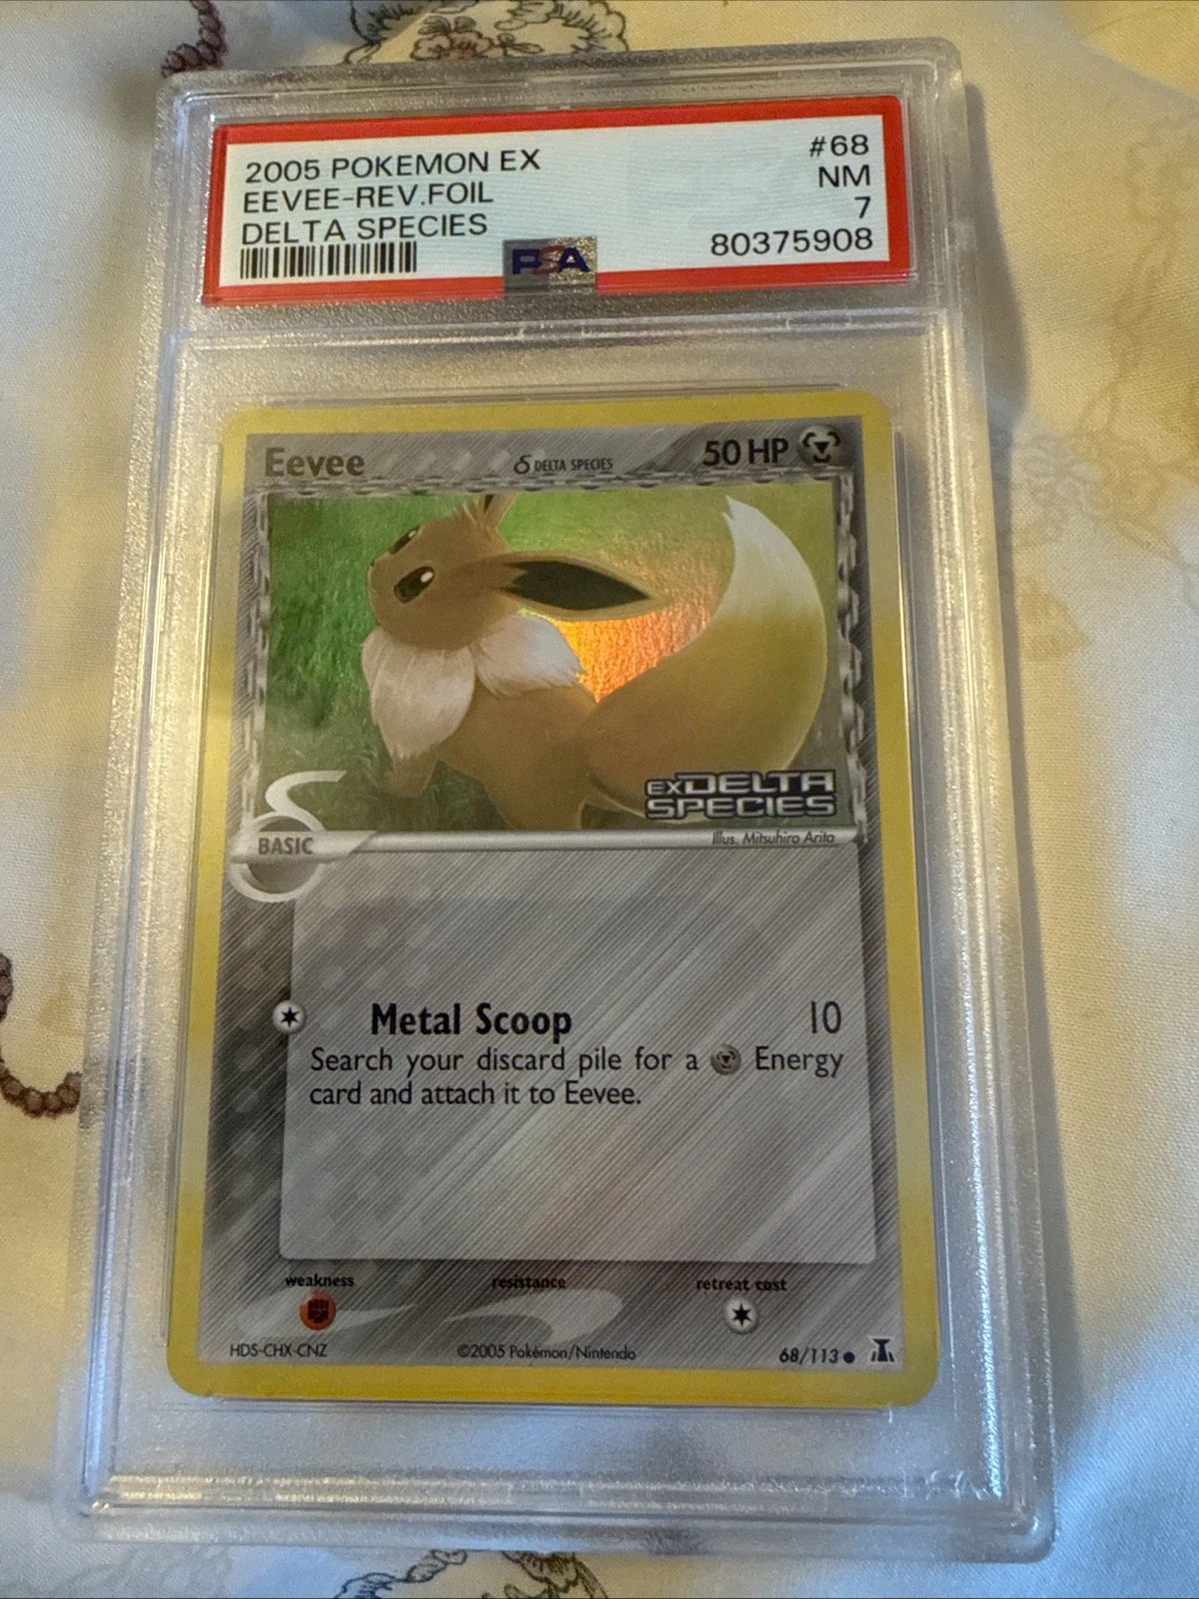 2005 POKEMON EX #68
EEVEE-REV.FOIL NM
DELTA SPECIES 7
PSA 80375908
Eevee δ DELTA SPECIES 50 HP
EXDELTA
SPECIES
BASIC Illus. Mitsuhiro Arita
Metal Scoop 10
Search your discard pile for a Energy
card and attach it to Eevee.
weakness resistance retreat cost
HDS-CHX-CNZ ©2005 Pokémon/Nintendo 68/113